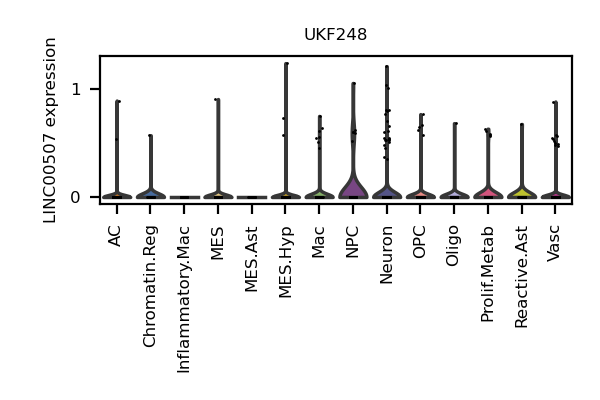 UKF248
LINC00507 expression
1
0
AC
Chromatin.Reg
Inflammatory.Mac
MES
MES.Ast
MES.Hyp
Mac
NPC
Neuron
OPC
Oligo
Prolif.Metab
Reactive.Ast
Vasc